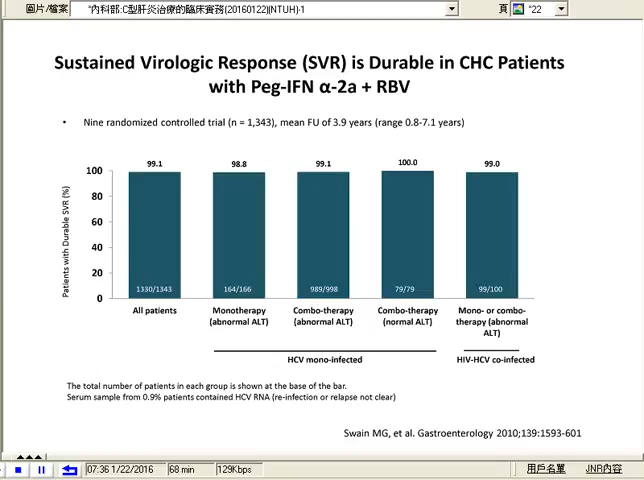 圖片/檔案 "內科部:C型肝炎治療的臨床實務(20160122)(NTUH)-1 頁 "22
Sustained Virologic Response (SVR) is Durable in CHC Patients
with Peg-IFN α-2a + RBV
• Nine randomized controlled trial (n = 1,343), mean FU of 3.9 years (range 0.8-7.1 years)
Patients with Durable SVR (%)
100
80
60
40
20
0
99.1 98.8 99.1 100.0 99.0
1330/1343 164/166 989/998 79/79 99/100
All patients Monotherapy Combo-therapy Combo-therapy Mono- or combo-
(abnormal ALT) (abnormal ALT) (normal ALT) therapy (abnormal
ALT)
HCV mono-infected HIV-HCV co-infected
The total number of patients in each group is shown at the base of the bar.
Serum sample from 0.9% patients contained HCV RNA (re-infection or relapse not clear)
Swain MG, et al. Gastroenterology 2010;139:1593-601
07:36 1/22/2016 68 min 129Kbps 用戶名單 JNR內容